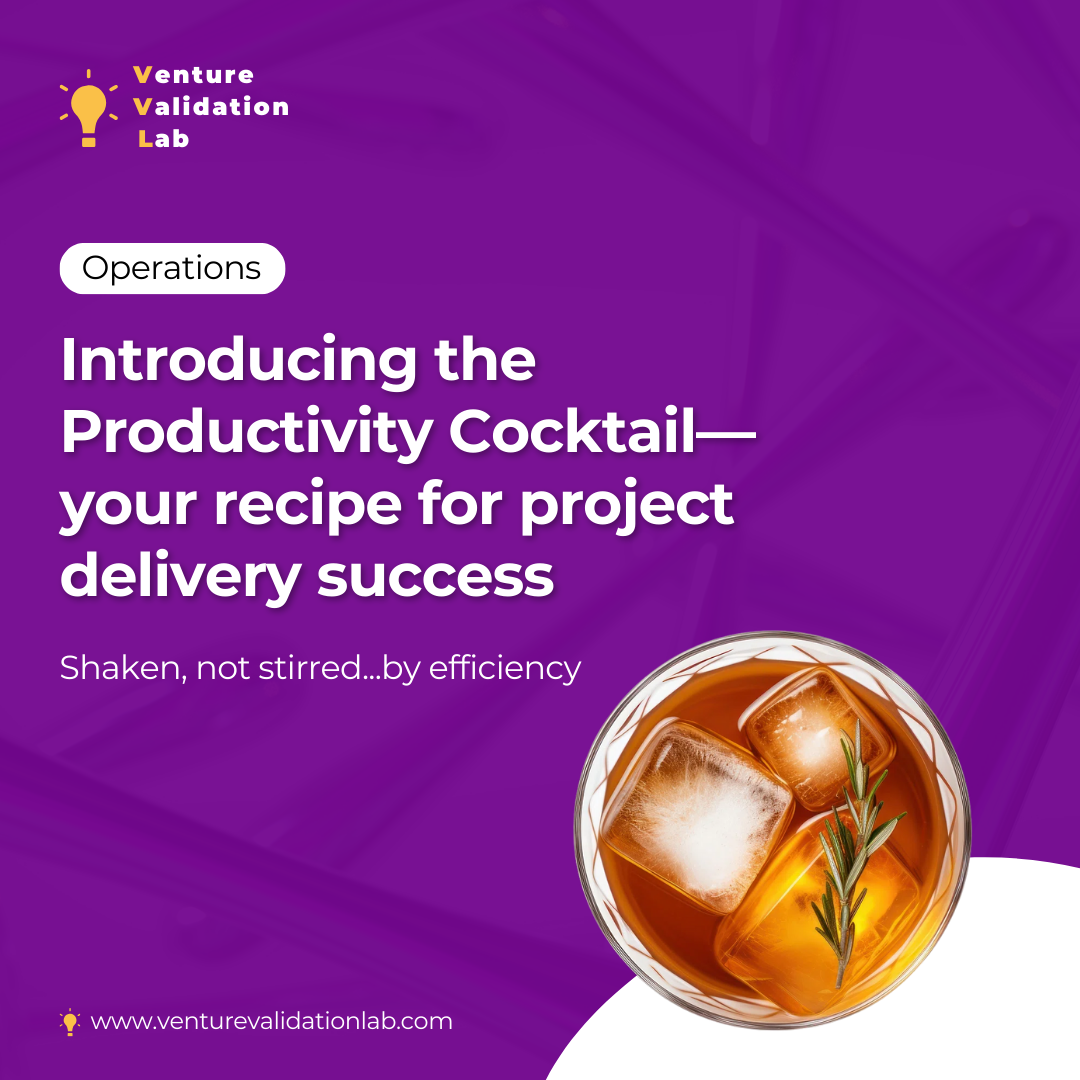 Venture
Validation
Lab
Operations
Introducing the
Productivity Cocktail—
your recipe for project
delivery success
Shaken, not stirred...by efficiency
www.venturevalidationlab.com